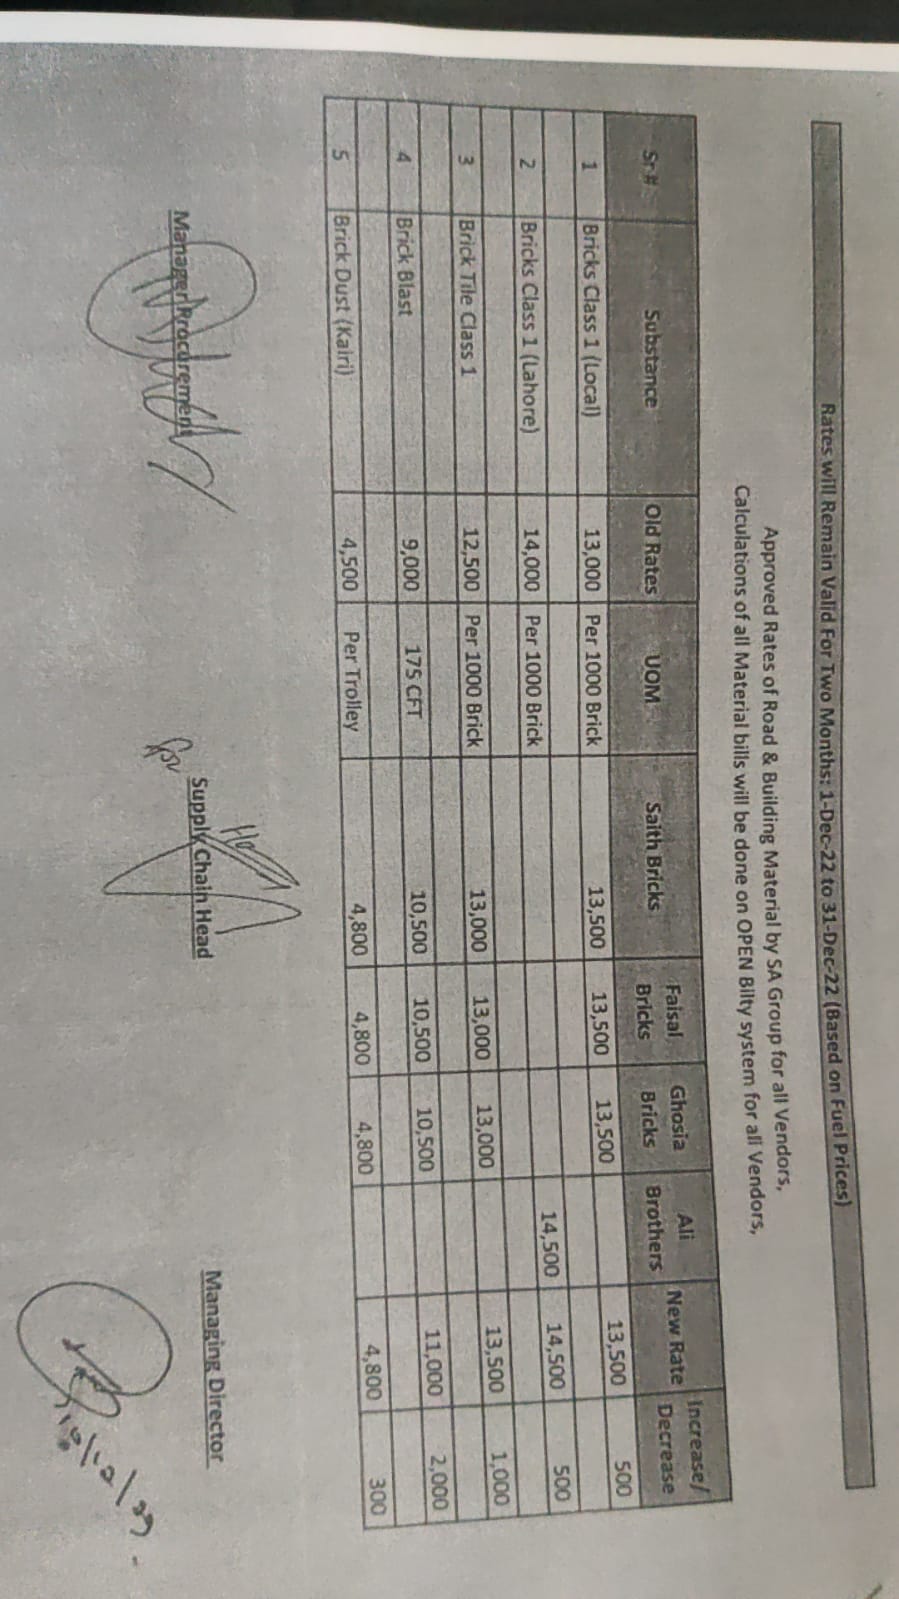 Rates will Remain Valid For Two Months: 1-Dec-22 to 31-Dec-22 (Based on Fuel Prices)
Approved Rates of Road & Building Material by SA Group for all Vendors,
Calculations of all Material bills will be done on OPEN Bilty system for all Vendors,
Sr # Substance Old Rates UOM Saith Bricks Faisal Bricks Ghosia Bricks Ali Brothers New Rate Increase/ Decrease
1 Bricks Class 1 (Local) 13,000 Per 1000 Brick 13,500 13,500 13,500 13,500 500
2 Bricks Class 1 (Lahore) 14,000 Per 1000 Brick 14,500 14,500 500
3 Brick Tile Class 1 12,500 Per 1000 Brick 13,000 13,000 13,000 13,500 1,000
4 Brick Blast 9,000 175 CFT 10,500 10,500 10,500 11,000 2,000
5 Brick Dust (Kairi) 4,500 Per Trolley 4,800 4,800 4,800 4,800 300
Manager Procurement Supply Chain Head Managing Director
for